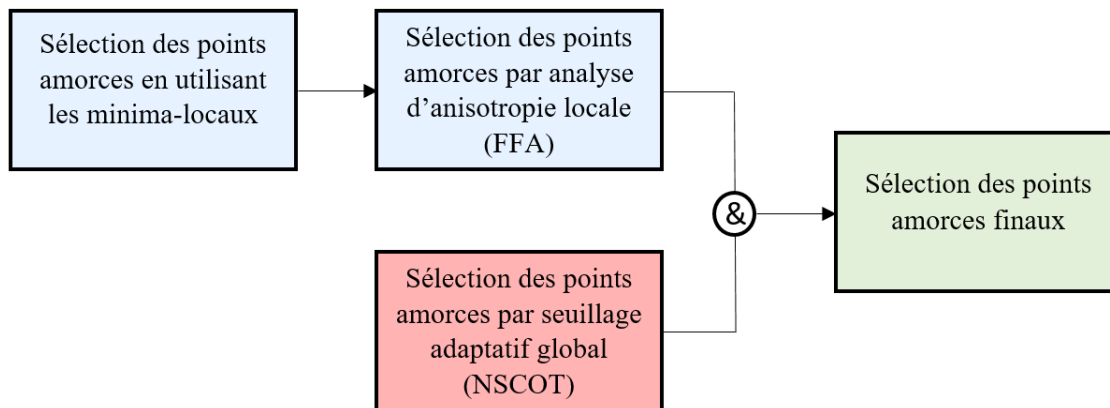 Sélection des points
amorces en utilisant
les minima-locaux
Sélection des points
amorces par analyse
d’anisotropie locale
(FFA)
Sélection des points
amorces par seuillage
adaptatif global
(NSCOT)
&
Sélection des points
amorces finaux